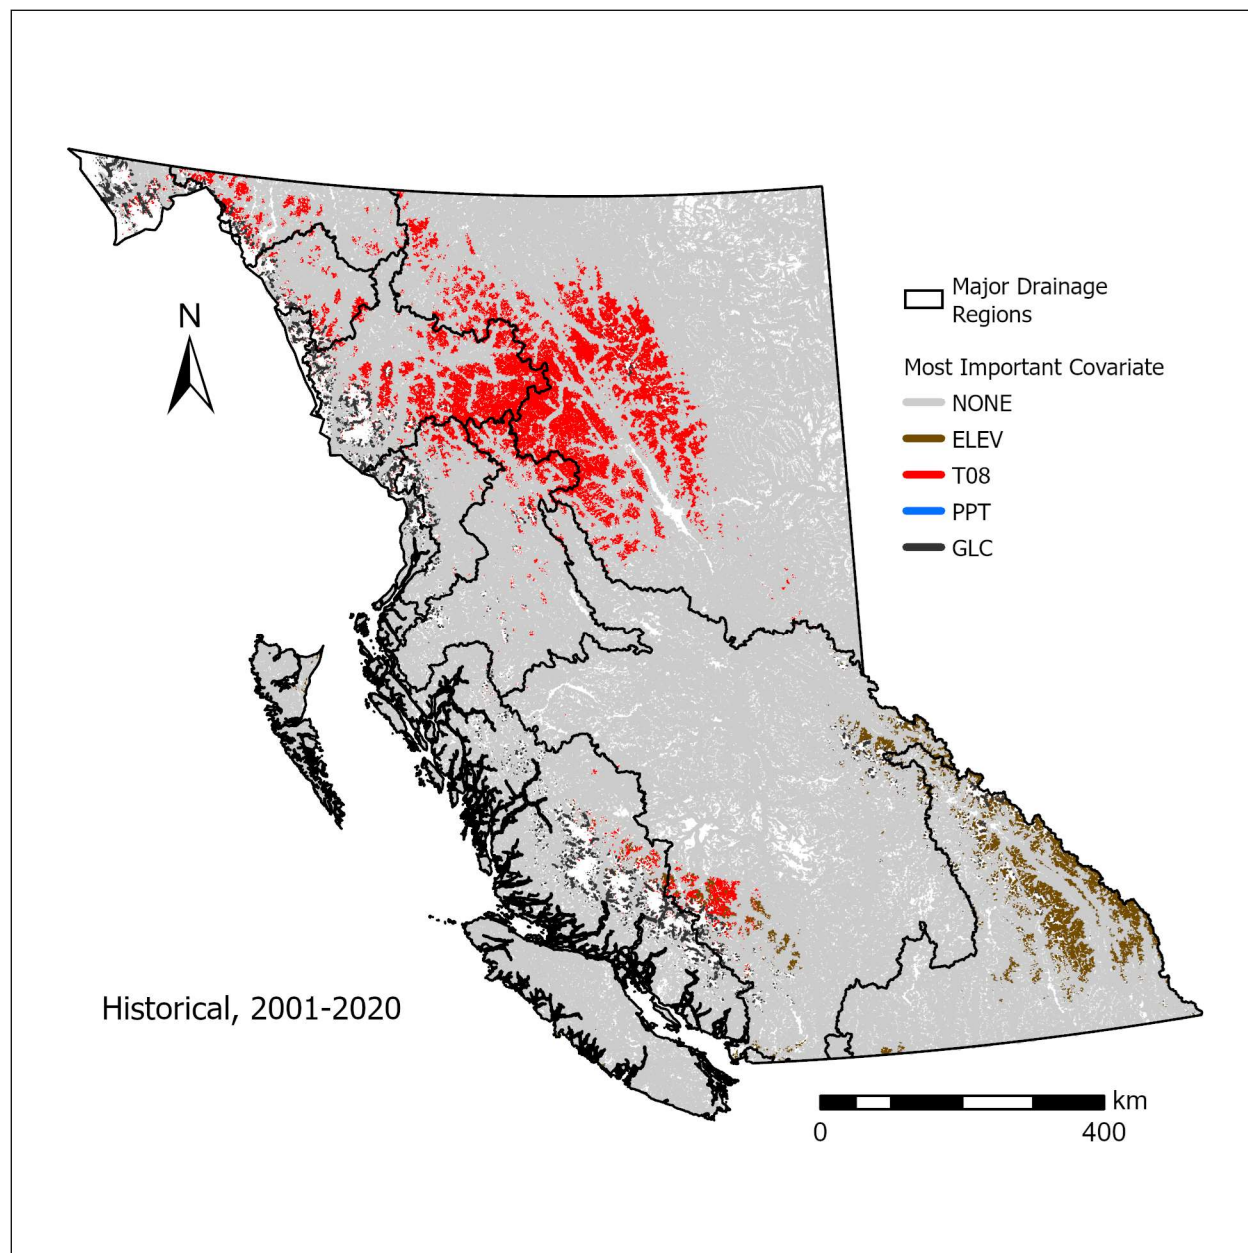 N
Major Drainage
Regions
Most Important Covariate
NONE
ELEV
T08
PPT
GLC
Historical, 2001-2020
km
0 400